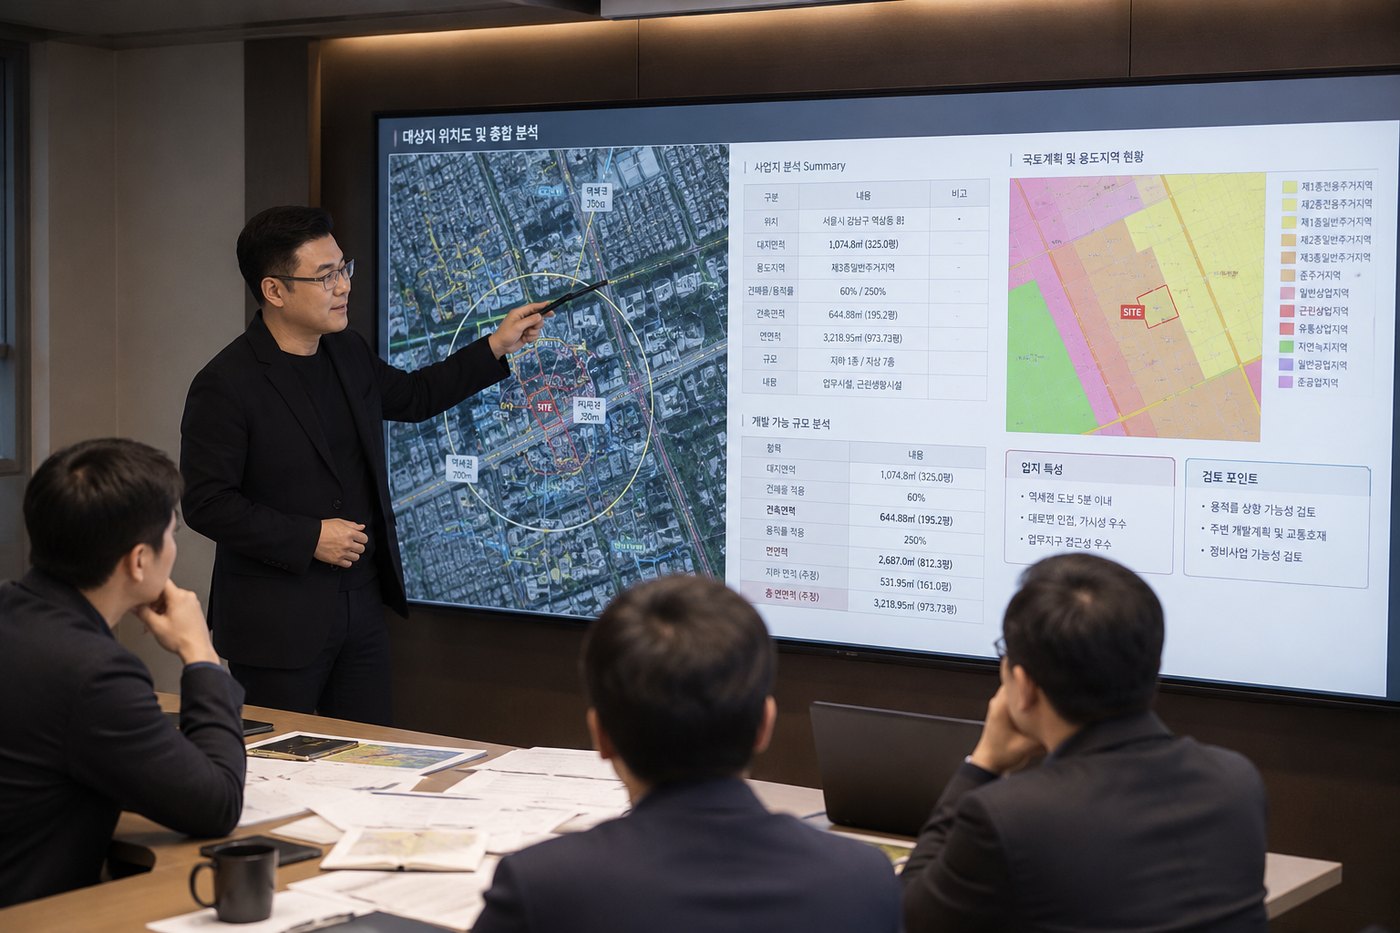 대상지 위치도 및 종합 분석
역세권
350m
SITE
역세권
700m
사업지 분석 Summary
구분 내용 비고
위치 서울시 강남구 역삼동 -
대지면적 1,074.8㎡ (325.0평)
용도지역 제3종일반주거지역
건폐율/용적률 60% / 250%
건축면적 644.88㎡ (195.2평)
연면적 3,218.95㎡ (973.73평)
규모 지하 1층 / 지상 7층
내용 업무시설, 근린생활시설
개발 가능 규모 분석
항목 내용
대지면적 1,074.8㎡ (325.0평)
건폐율 적용 60%
건축면적 644.88㎡ (195.2평)
용적률 적용 250%
연면적 2,687.0㎡ (812.3평)
지하 면적 (추정) 531.95㎡ (161.0평)
총 연면적 (추정) 3,218.95㎡ (973.73평)
국토계획 및 용도지역 현황
SITE
제1종전용주거지역
제2종전용주거지역
제1종일반주거지역
제2종일반주거지역
제3종일반주거지역
준주거지역
일반상업지역
근린상업지역
유통상업지역
자연녹지지역
일반공업지역
준공업지역
입지 특성
• 역세권 도보 5분 이내
• 대로변 인접, 가시성 우수
• 업무지구 접근성 우수
검토 포인트
• 용적률 상향 가능성 검토
• 주변 개발계획 및 교통호재
• 정비사업 가능성 검토